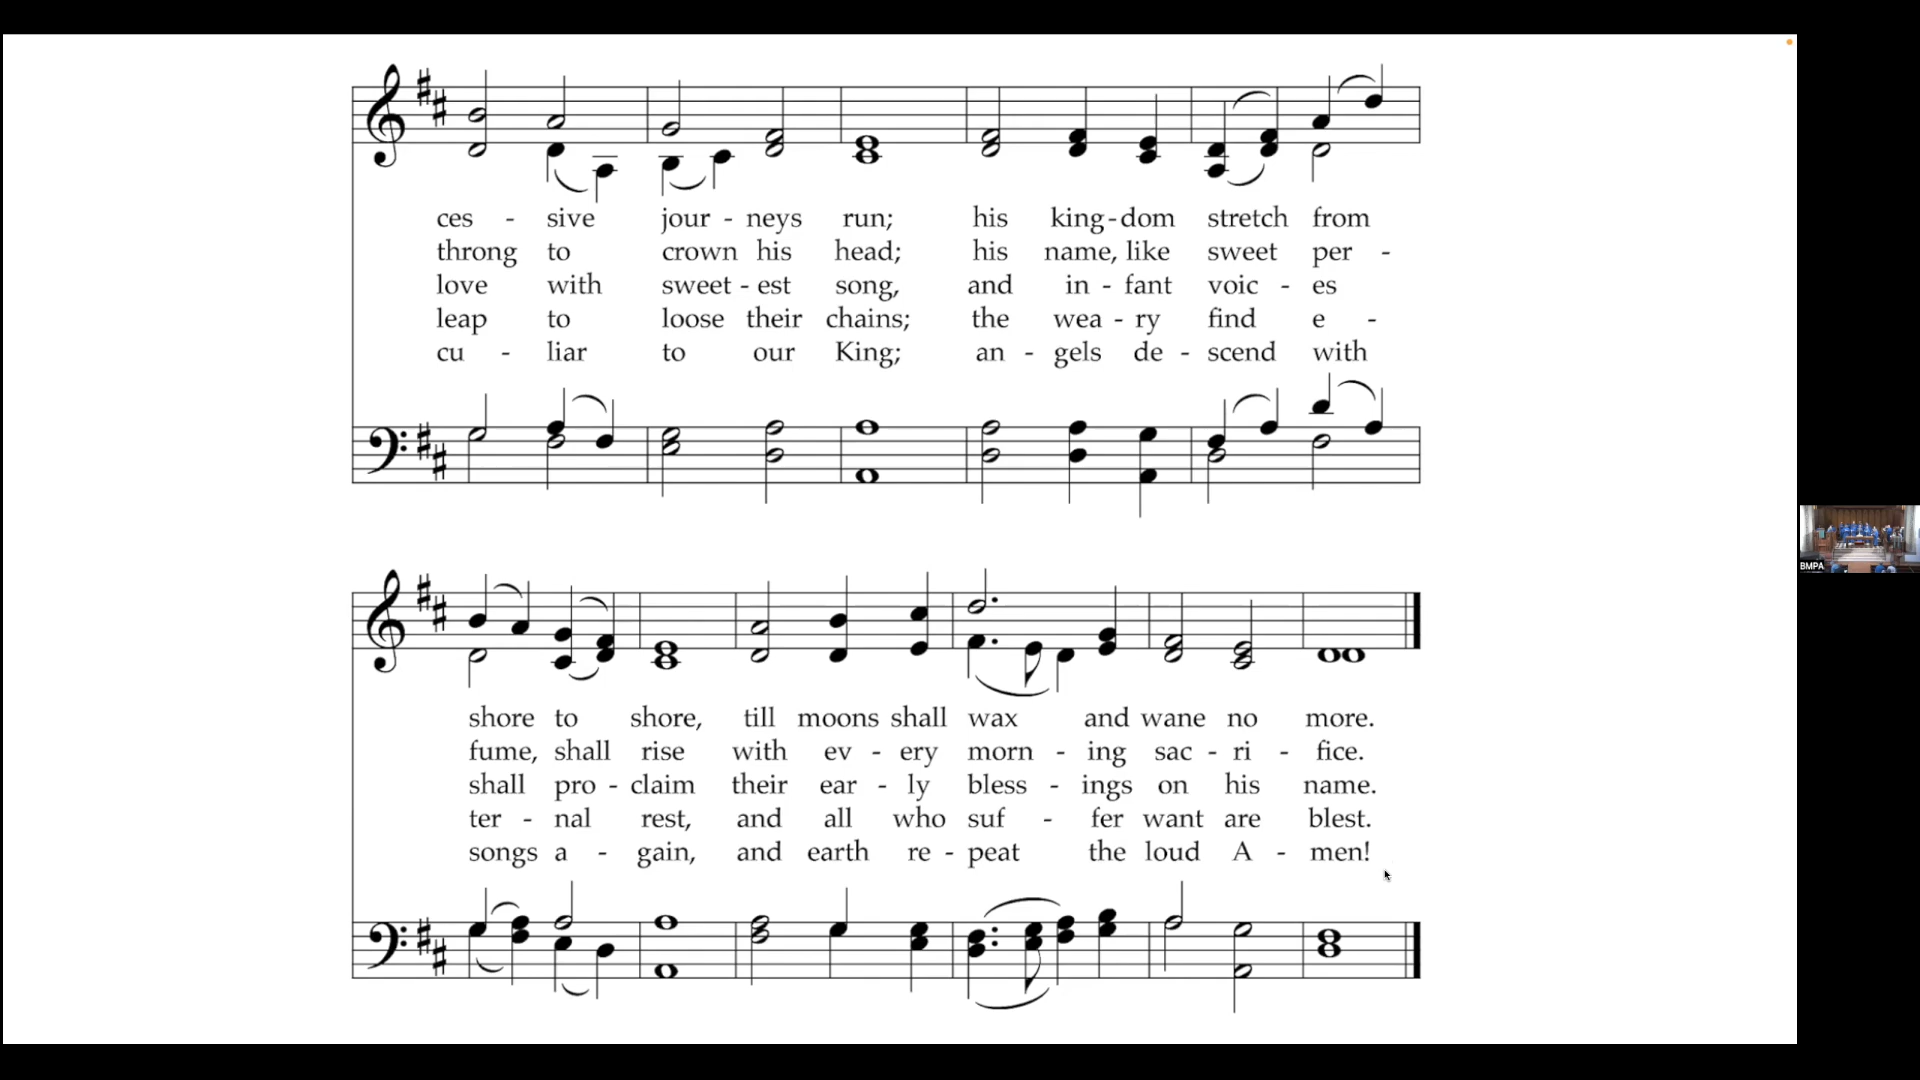 ces - sive jour - neys run; his king - dom stretch from
throng to crown his head; his name, like sweet per -
love with sweet - est song, and in - fant voic - es
leap to loose their chains; the wea - ry find e -
cu - liar to our King; an - gels de - scend with
shore to shore, till moons shall wax and wane no more.
fume, shall rise with ev - ery morn - ing sac - ri - fice.
shall pro - claim their ear - ly bless - ings on his name.
ter - nal rest, and all who suf - fer want are blest.
songs a - gain, and earth re - peat the loud A - men!
BMPA